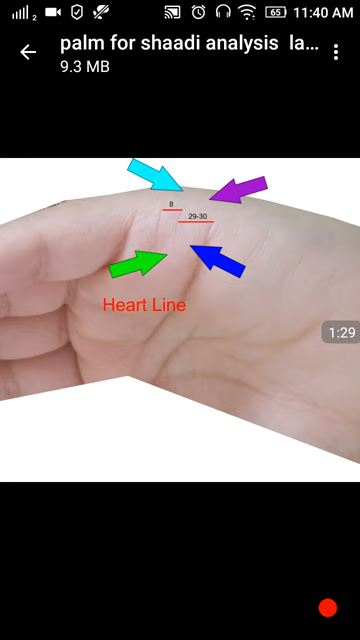 2
65
11:40 AM
palm for shaadi analysis la...
9.3 MB
8
29-30
Heart Line
1:29